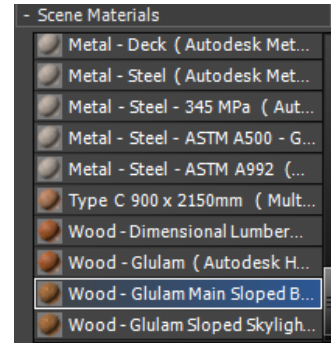 - Scene Materials
Metal - Deck ( Autodesk Met...
Metal - Steel ( Autodesk Met...
Metal - Steel - 345 MPa ( Aut...
Metal - Steel - ASTM A500 - G...
Metal - Steel - ASTM A992 (...
Type C 900 x 2150mm ( Mult...
Wood - Dimensional Lumber...
Wood - Glulam ( Autodesk H...
Wood - Glulam Main Sloped B...
Wood - Glulam Sloped Skyligh...